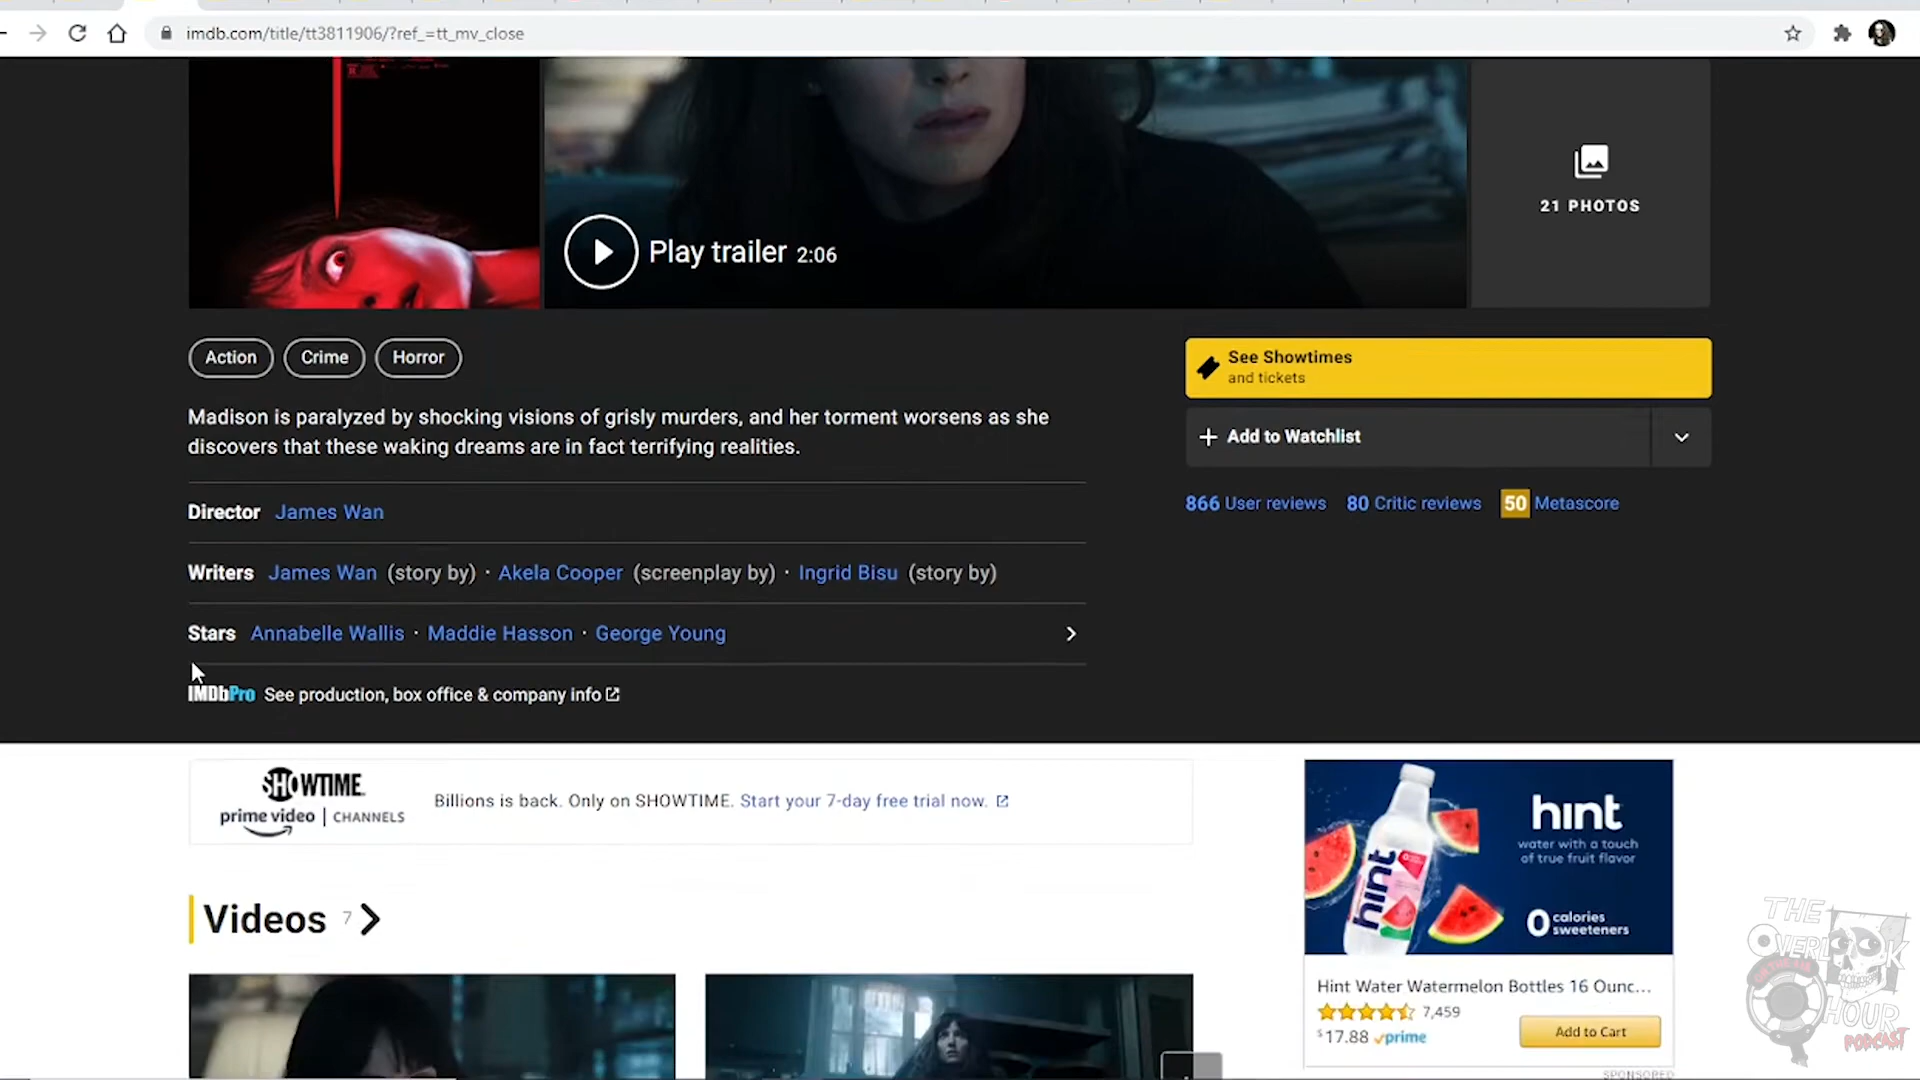 imdb.com/title/tt3811906/?ref_=tt_mv_close
Play trailer 2:06
21 PHOTOS
Action
Crime
Horror
Madison is paralyzed by shocking visions of grisly murders, and her torment worsens as she
discovers that these waking dreams are in fact terrifying realities.
See Showtimes
and tickets
Add to Watchlist
866 User reviews 80 Critic reviews 50 Metascore
Director James Wan
Writers James Wan (story by) · Akela Cooper (screenplay by) · Ingrid Bisu (story by)
Stars Annabelle Wallis · Maddie Hasson · George Young
IMDbPro See production, box office & company info
SHOWTIME
prime video | CHANNELS
Billions is back. Only on SHOWTIME. Start your 7-day free trial now.
Videos 7
hint
water with a touch
of true fruit flavor
hint
0 calories
sweeteners
Hint Water Watermelon Bottles 16 Ounc...
7,459
$17.88 prime
Add to Cart
SPONSORED
THE
OVERLOOK
HOUR
PODCAST